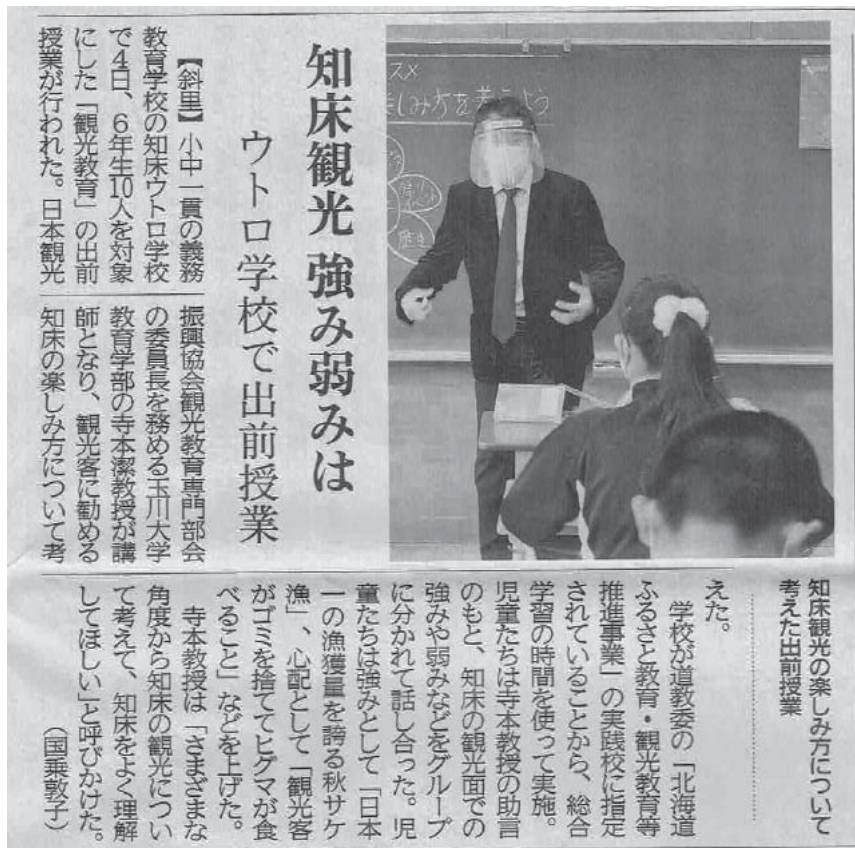 知床観光 強み弱みは
ウトロ学校で出前授業
【斜里】小中一貫の義務
教育学校の知床ウトロ学校
で4日、6年生10人を対象
にした「観光教育」の出前
授業が行われた。日本観光
振興協会観光教育専門部会
の委員長を務める玉川大学
教育学部の寺本潔教授が講
師となり、観光客に勧める
知床の楽しみ方について考
えた。
学校が道教委の「北海道
ふるさと教育・観光教育等
推進事業」の実践校に指定
されていることから、総合
学習の時間を使って実施。
児童たちは寺本教授の助言
のもと、知床の観光面での
強みや弱みなどをグループ
に分かれて話し合った。児
童たちは強みとして「日本
一の漁獲量を誇る秋サケ
漁」、心配として「観光客
がゴミを捨ててヒグマが食
べること」などを上げた。
寺本教授は「さまざまな
角度から知床の観光につい
て考えて、知床をよく理解
してほしい」と呼びかけた。
(国乗敦子)
知床観光の楽しみ方について
考えた出前授業
スメ
しみ方を考えよう